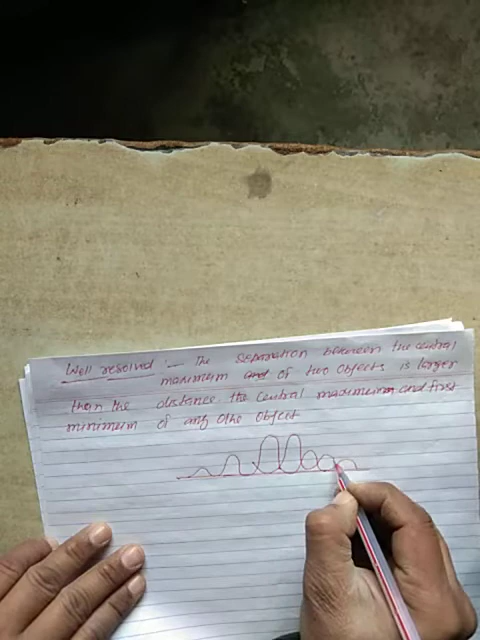 Well resolved :- The separation between the central
maximum and of two objects is larger
than the distance the central maximum and first
minimum of any othe object